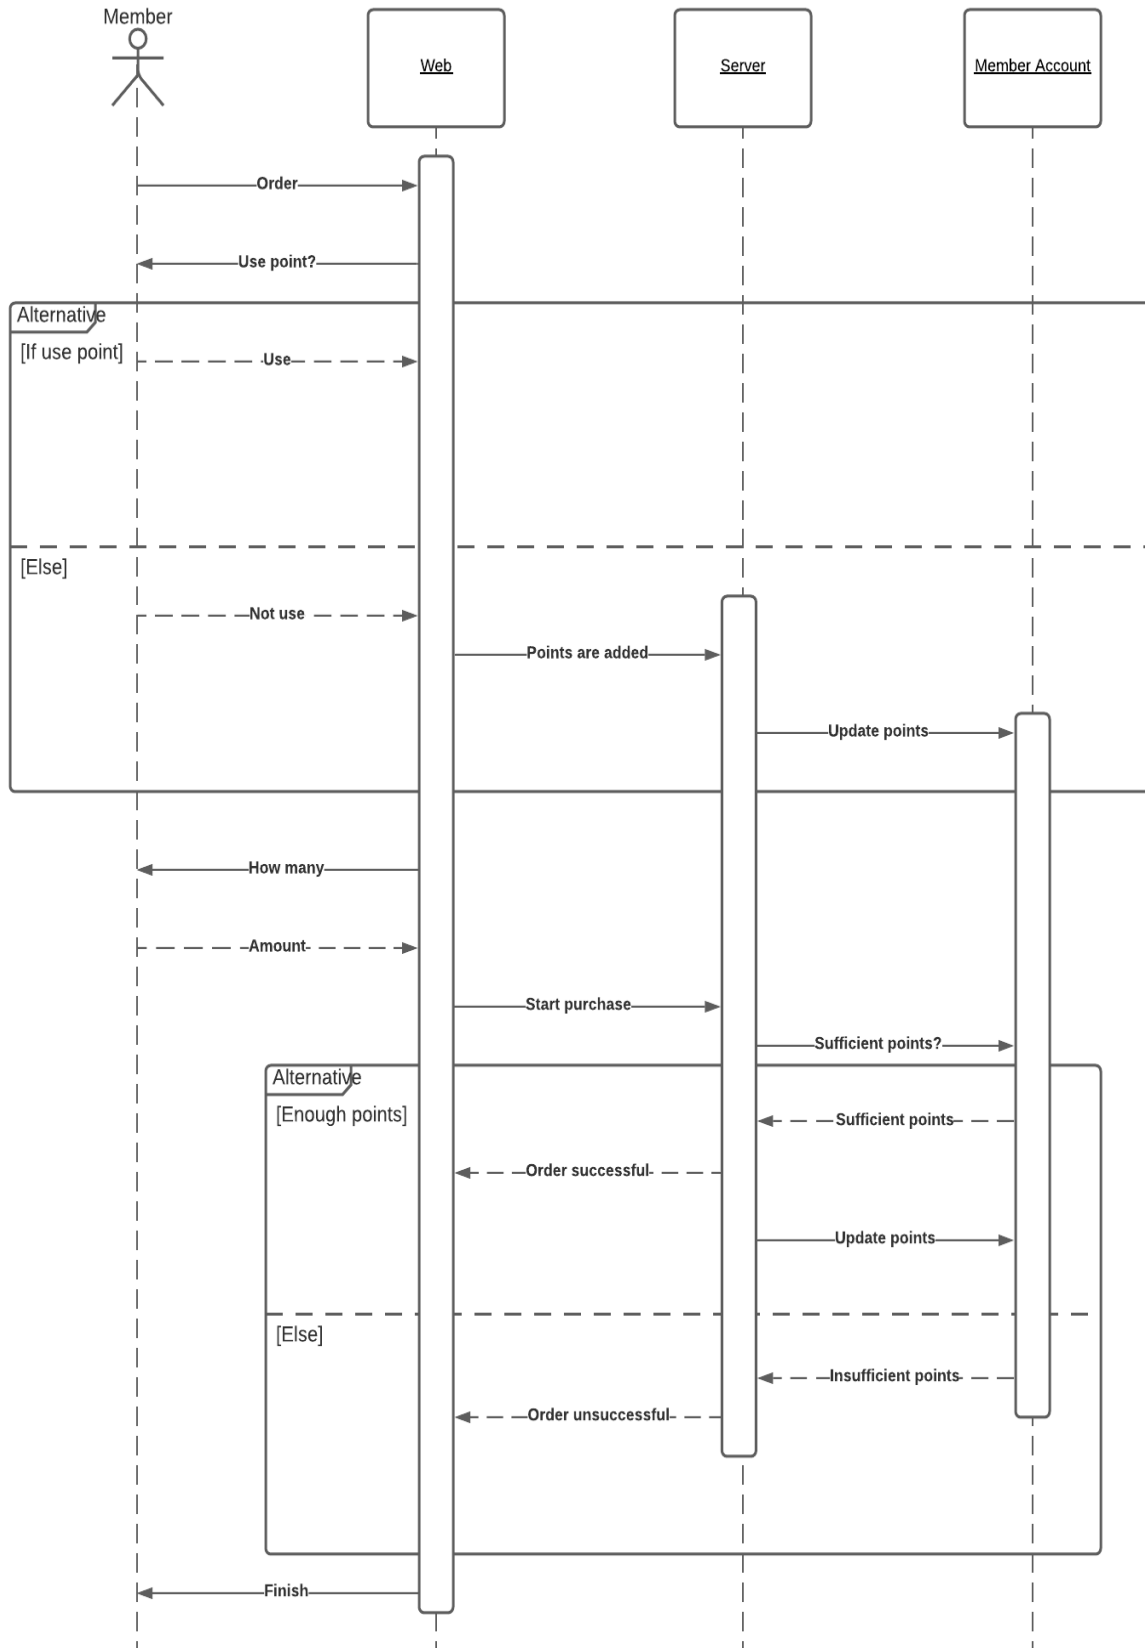 Member
Web
Server
Member Account
Order
Use point?
Alternative
[If use point]
Use
[Else]
Not use
Points are added
Update points
How many
Amount
Start purchase
Sufficient points?
Alternative
[Enough points]
Sufficient points
Order successful
Update points
[Else]
Insufficient points
Order unsuccessful
Finish